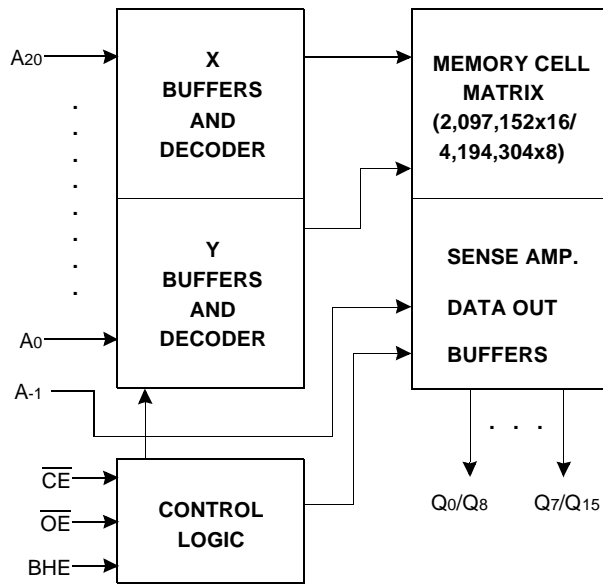 A20
X
BUFFERS
AND
DECODER
MEMORY CELL
MATRIX
(2,097,152x16/
4,194,304x8)
Y
BUFFERS
AND
DECODER
SENSE AMP.
DATA OUT
BUFFERS
A0
A-1
CE
OE
BHE
CONTROL
LOGIC
. . .
Q0/Q8
Q7/Q15